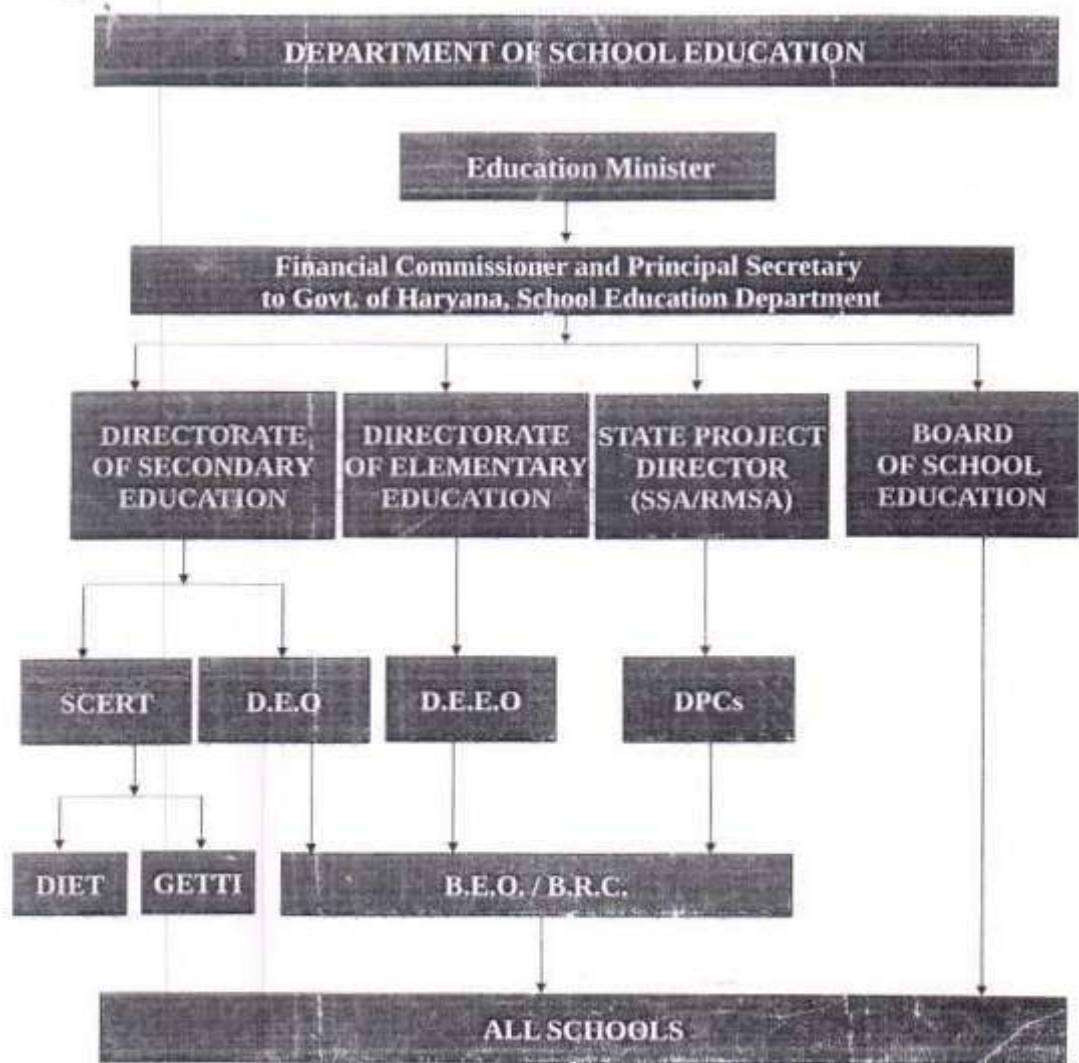 DEPARTMENT OF SCHOOL EDUCATION
Education Minister
Financial Commissioner and Principal Secretary
to Govt. of Haryana, School Education Department
DIRECTORATE
OF SECONDARY
EDUCATION
DIRECTORATE
OF ELEMENTARY
EDUCATION
STATE PROJECT
DIRECTOR
(SSA/RMSA)
BOARD
OF SCHOOL
EDUCATION
SCERT
D.E.O
D.E.E.O
DPCs
DIET
GETTI
B.E.O. / B.R.C.
ALL SCHOOLS